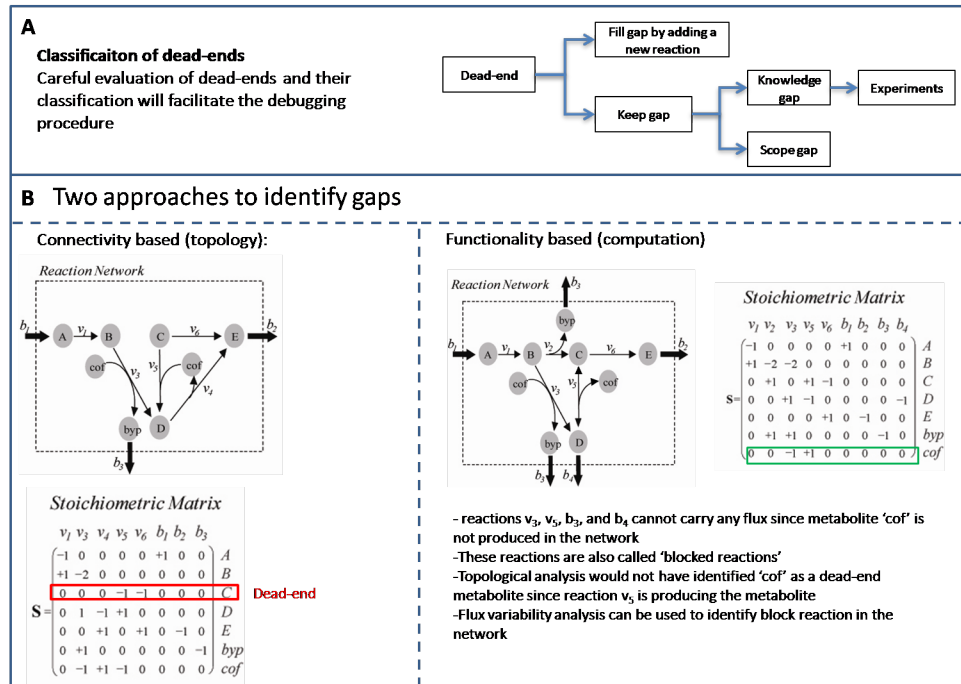 A
Classificaiton of dead-ends
Careful evaluation of dead-ends and their
classification will facilitate the debugging
procedure
Dead-end
Fill gap by adding a
new reaction
Keep gap
Knowledge
gap
Experiments
Scope gap
B Two approaches to identify gaps
Connectivity based (topology):
Reaction Network
b1 A v1 B C v6 E b2
cof v3 v5 cof v4
byp D
b3
Stoichiometric Matrix
v1 v3 v4 v5 v6 b1 b2 b3
-1 0 0 0 0 +1 0 0 A
+1 -2 0 0 0 0 0 0 B
0 0 0 -1 -1 0 0 0 C Dead-end
S= 0 1 -1 +1 0 0 0 0 D
0 0 +1 0 +1 0 -1 0 E
0 +1 0 0 0 0 0 -1 byp
0 -1 +1 -1 0 0 0 0 cof
Functionality based (computation)
Reaction Network
b3
byp
b1 A v1 B v2 C v6 E b2
cof v3 v5 cof
byp D
b3 b4
Stoichiometric Matrix
v1 v2 v3 v5 v6 b1 b2 b3 b4
-1 0 0 0 0 +1 0 0 0 A
+1 -2 -2 0 0 0 0 0 0 B
0 +1 0 +1 -1 0 0 0 0 C
S= 0 0 +1 -1 0 0 0 0 -1 D
0 0 0 0 +1 0 -1 0 0 E
0 +1 +1 0 0 0 0 -1 0 byp
0 0 -1 +1 0 0 0 0 0 cof
- reactions v3, v5, b3, and b4 cannot carry any flux since metabolite ‘cof’ is
not produced in the network
-These reactions are also called ‘blocked reactions’
-Topological analysis would not have identified ‘cof’ as a dead-end
metabolite since reaction v5 is producing the metabolite
-Flux variability analysis can be used to identify block reaction in the
network